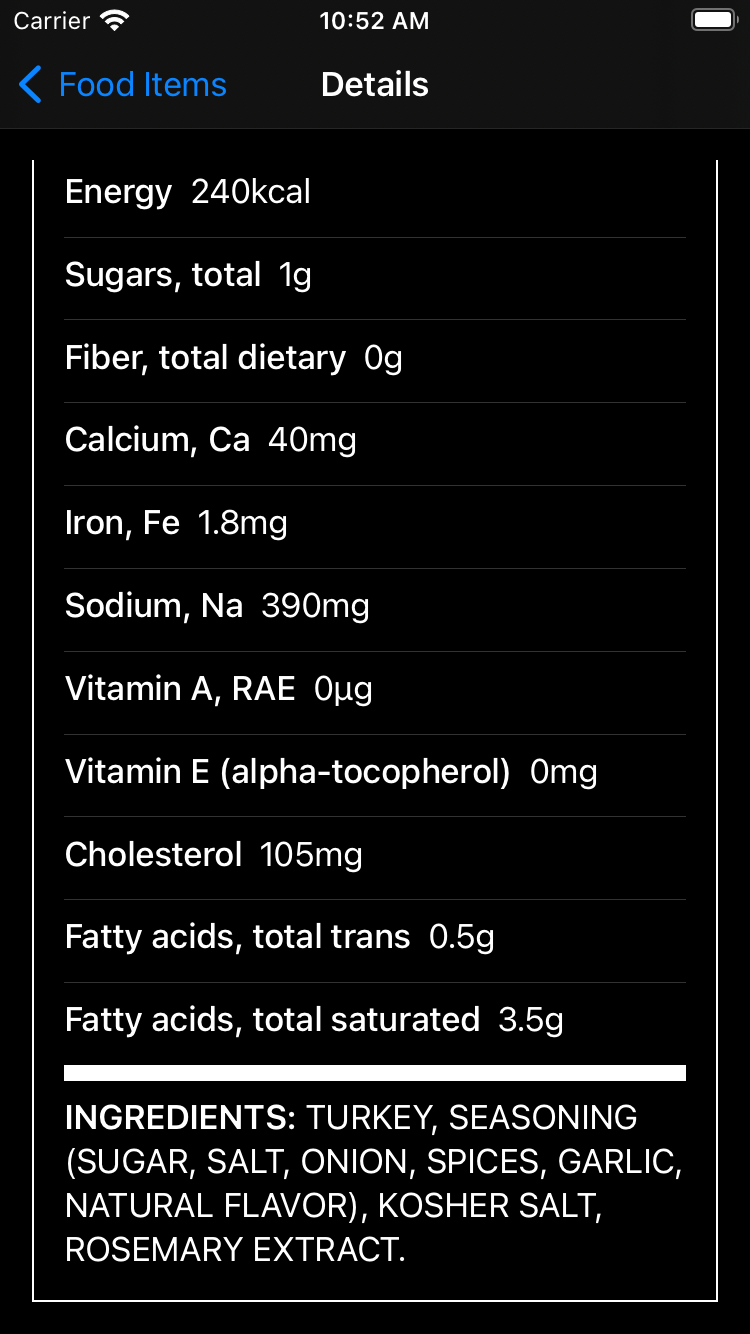 Carrier 10:52 AM
Food Items Details
Energy 240kcal
Sugars, total 1g
Fiber, total dietary 0g
Calcium, Ca 40mg
Iron, Fe 1.8mg
Sodium, Na 390mg
Vitamin A, RAE 0µg
Vitamin E (alpha-tocopherol) 0mg
Cholesterol 105mg
Fatty acids, total trans 0.5g
Fatty acids, total saturated 3.5g
INGREDIENTS: TURKEY, SEASONING
(SUGAR, SALT, ONION, SPICES, GARLIC,
NATURAL FLAVOR), KOSHER SALT,
ROSEMARY EXTRACT.